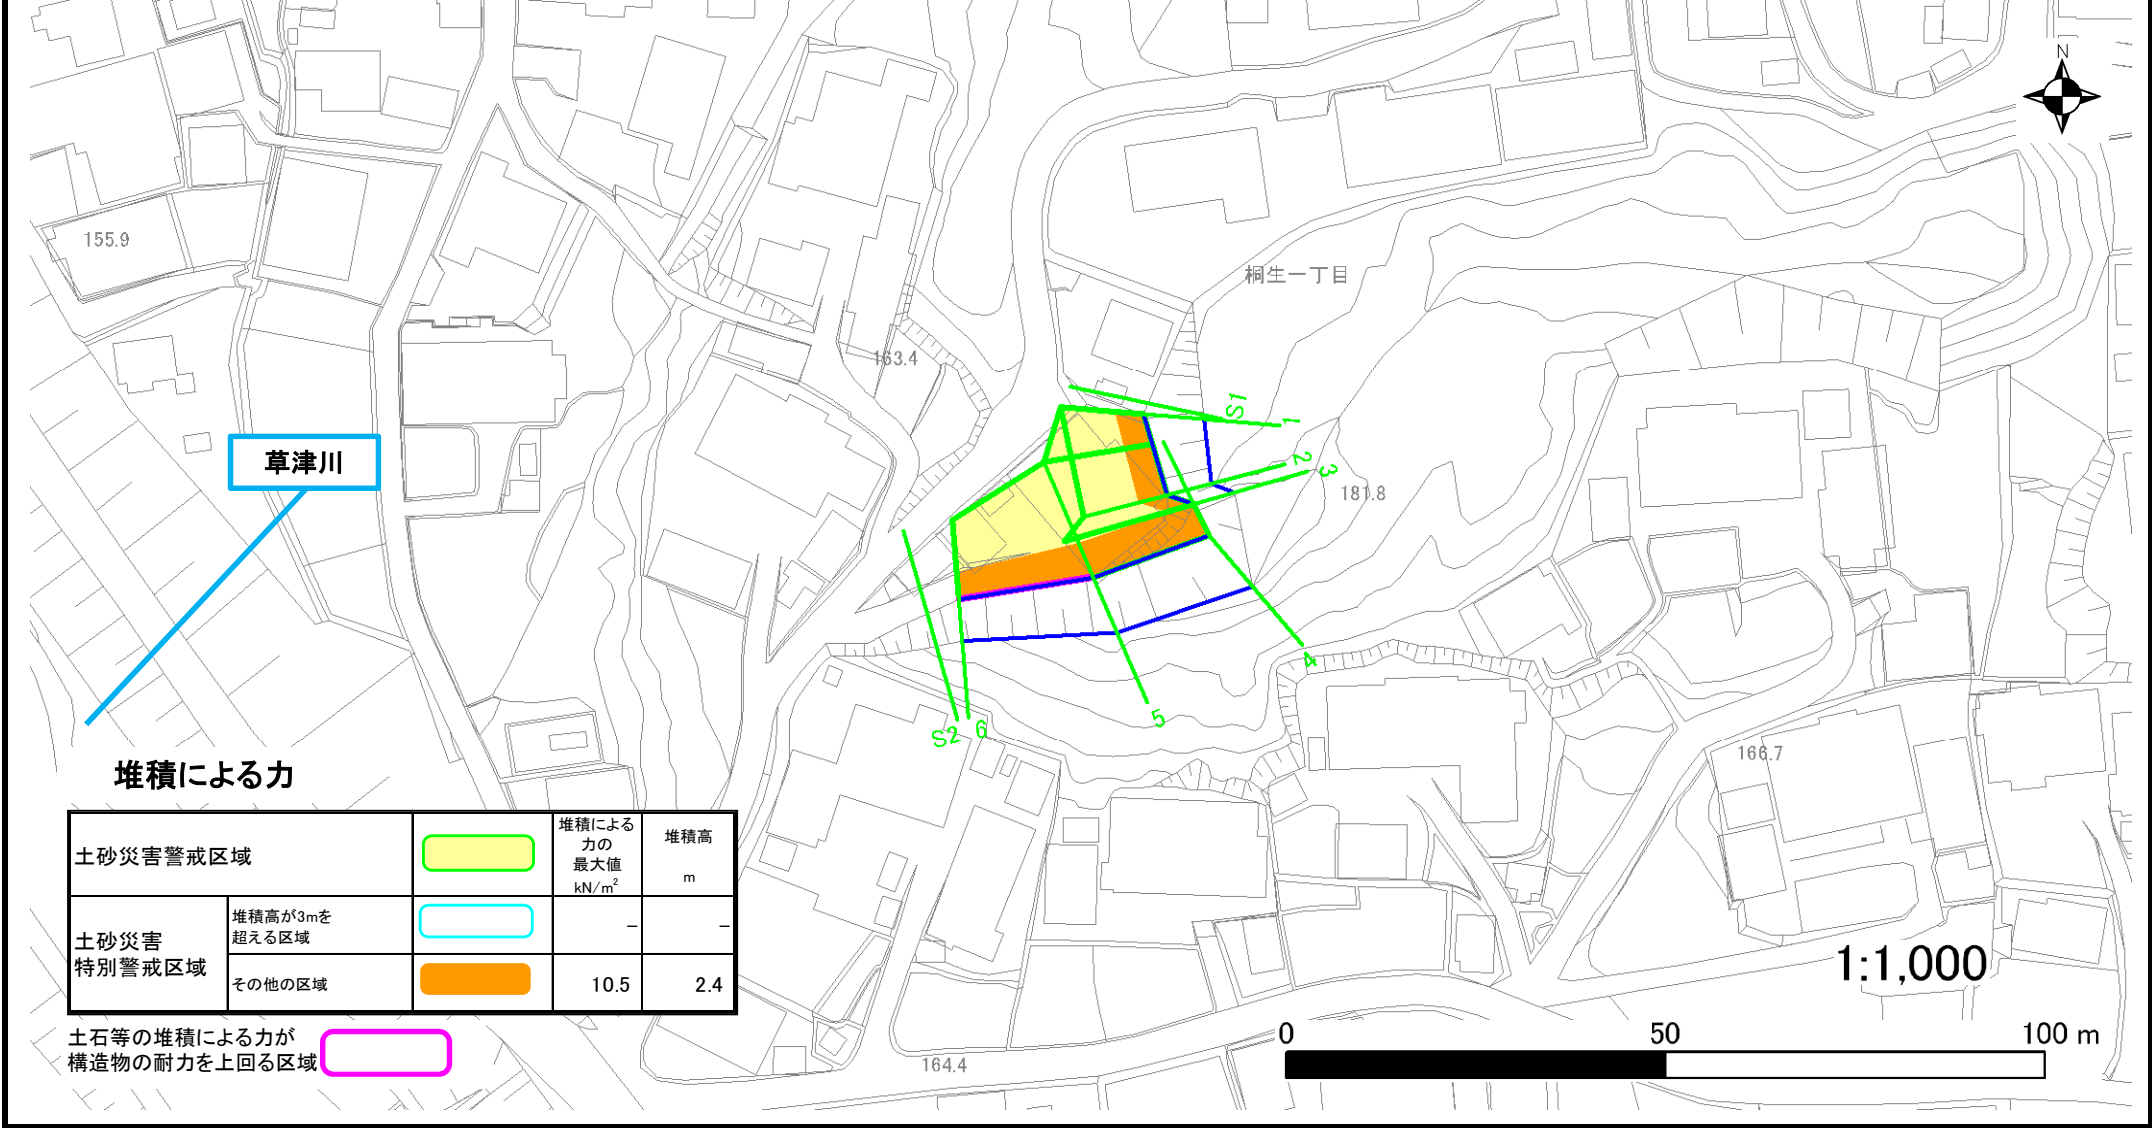 N
155.9
桐生一丁目
163.4
S1
1
2
3
181.8
草津川
4
5
S2
6
166.7
堆積による力
土砂災害警戒区域
堆積による
力の
最大値
kN/m²
堆積高
m
土砂災害
特別警戒区域
堆積高が3mを
超える区域
–
–
その他の区域
10.5
2.4
土石等の堆積による力が
構造物の耐力を上回る区域
164.4
1:1,000
0
50
100 m